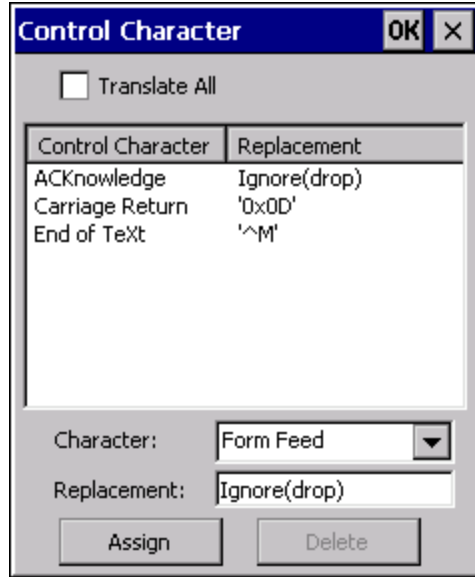 Control Character OK ×
Translate All
Control Character Replacement
ACKnowledge Ignore(drop)
Carriage Return '0x0D'
End of TeXt '^M'
Character: Form Feed
Replacement: Ignore(drop)
Assign Delete